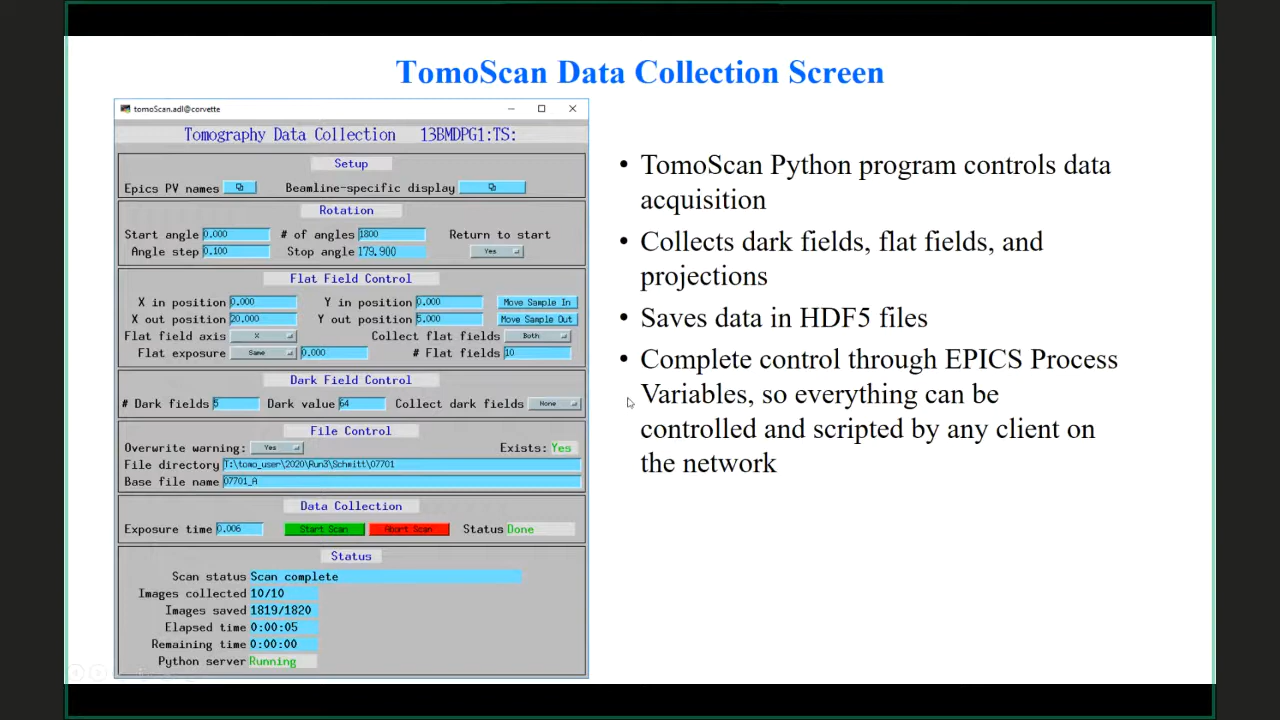 TomoScan Data Collection Screen
tomoScan.adl@corvette
Tomography Data Collection 13BMDPG1:TS:
Setup
Epics PV names Beamline-specific display
Rotation
Start angle 0.000 # of angles 1800 Return to start
Angle step 0.100 Stop angle 179.900 Yes
Flat Field Control
X in position 0.000 Y in position 0.000 Move Sample In
X out position 20.000 Y out position 5.000 Move Sample Out
Flat field axis X Collect flat fields Both
Flat exposure Same 0.000 # Flat fields 10
Dark Field Control
# Dark fields 5 Dark value 64 Collect dark fields None
File Control
Overwrite warning: Yes Exists: Yes
File directory T:\tomo_user\2020\Run3\Schmitt\07701
Base file name 07701_A
Data Collection
Exposure time 0.006 Start Scan Abort Scan Status Done
Status
Scan status Scan complete
Images collected 10/10
Images saved 1819/1820
Elapsed time 0:00:05
Remaining time 0:00:00
Python server Running
• TomoScan Python program controls data
acquisition
• Collects dark fields, flat fields, and
projections
• Saves data in HDF5 files
• Complete control through EPICS Process
Variables, so everything can be
controlled and scripted by any client on
the network